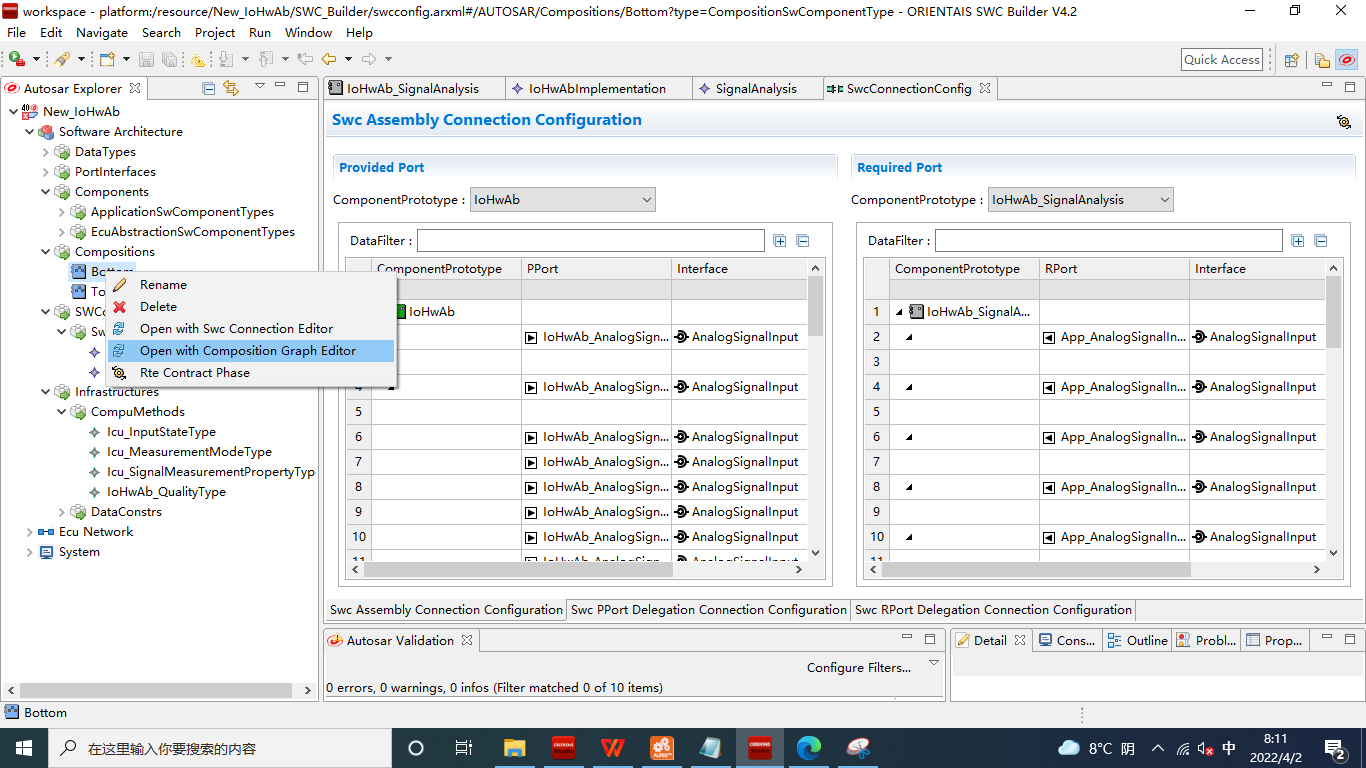 workspace - platform:/resource/New_IoHwAb/SWC_Builder/swcconfig.arxml#/AUTOSAR/Compositions/Bottom?type=CompositionSwComponentType - ORIENTAIS SWC Builder V4.2
File Edit Navigate Search Project Run Window Help
Quick Access
Autosar Explorer
New_IoHwAb
Software Architecture
DataTypes
PortInterfaces
Components
ApplicationSwComponentTypes
EcuAbstractionSwComponentTypes
Compositions
Bottom
To
SWCo
Sw
Rename
Delete
Open with Swc Connection Editor
Open with Composition Graph Editor
Rte Contract Phase
Infrastructures
CompuMethods
Icu_InputStateType
Icu_MeasurementModeType
Icu_SignalMeasurementPropertyTyp
IoHwAb_QualityType
DataConstrs
Ecu Network
System
IoHwAb_SignalAnalysis IoHwAbImplementation SignalAnalysis SwcConnectionConfig
Swc Assembly Connection Configuration
Provided Port
ComponentPrototype : IoHwAb
DataFilter :
ComponentPrototype PPort Interface
IoHwAb
IoHwAb_AnalogSign... AnalogSignalInput
4 IoHwAb_AnalogSign... AnalogSignalInput
5
6 IoHwAb_AnalogSign... AnalogSignalInput
7 IoHwAb_AnalogSign... AnalogSignalInput
8 IoHwAb_AnalogSign... AnalogSignalInput
9 IoHwAb_AnalogSign... AnalogSignalInput
10 IoHwAb_AnalogSign... AnalogSignalInput
11 IoHwAb_AnalogSign... AnalogSignalInput
Required Port
ComponentPrototype : IoHwAb_SignalAnalysis
DataFilter :
ComponentPrototype RPort Interface
1 IoHwAb_SignalA...
2 App_AnalogSignalIn... AnalogSignalInput
3
4 App_AnalogSignalIn... AnalogSignalInput
5
6 App_AnalogSignalIn... AnalogSignalInput
7
8 App_AnalogSignalIn... AnalogSignalInput
9
10 App_AnalogSignalIn... AnalogSignalInput
11
Swc Assembly Connection Configuration Swc PPort Delegation Connection Configuration Swc RPort Delegation Connection Configuration
Autosar Validation
Configure Filters...
0 errors, 0 warnings, 0 infos (Filter matched 0 of 10 items)
Detail Cons... Outline Probl... Prop...
Bottom
在这里输入你要搜索的内容
8°C 阴
中
8:11
2022/4/2
2